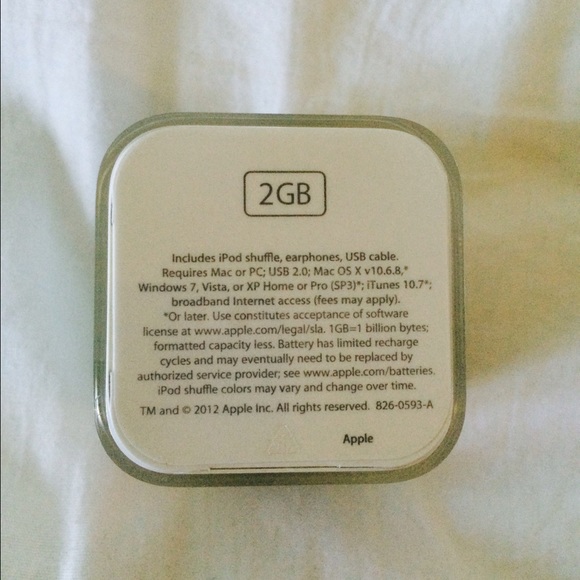 2GB
Includes iPod shuffle, earphones, USB cable.
Requires Mac or PC; USB 2.0; Mac OS X v10.6.8,*
Windows 7, Vista, or XP Home or Pro (SP3)*; iTunes 10.7*;
broadband Internet access (fees may apply).
*Or later. Use constitutes acceptance of software
license at www.apple.com/legal/sla. 1GB=1 billion bytes;
formatted capacity less. Battery has limited recharge
cycles and may eventually need to be replaced by
authorized service provider; see www.apple.com/batteries.
iPod shuffle colors may vary and change over time.
TM and © 2012 Apple Inc. All rights reserved. 826-0593-A
Apple